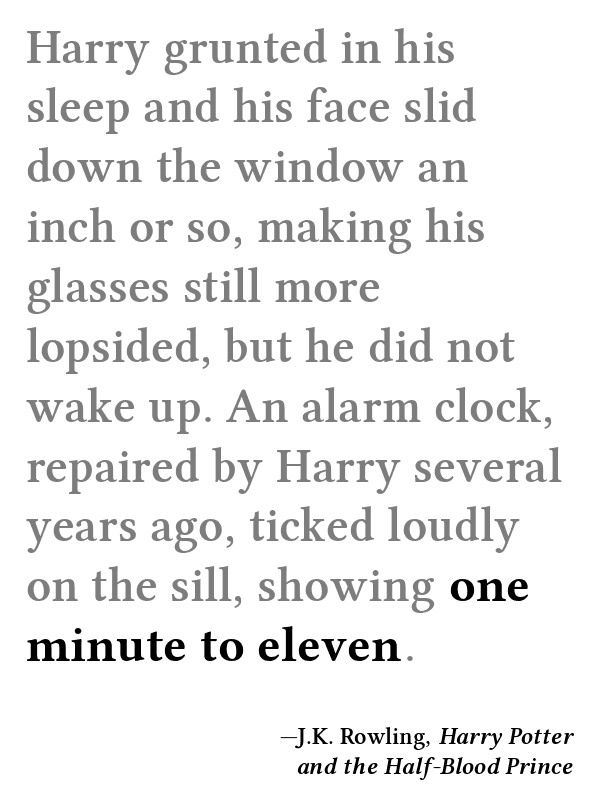 Harry grunted in his
sleep and his face slid
down the window an
inch or so, making his
glasses still more
lopsided, but he did not
wake up. An alarm clock,
repaired by Harry several
years ago, ticked loudly
on the sill, showing one
minute to eleven.
—J.K. Rowling, Harry Potter
and the Half-Blood Prince